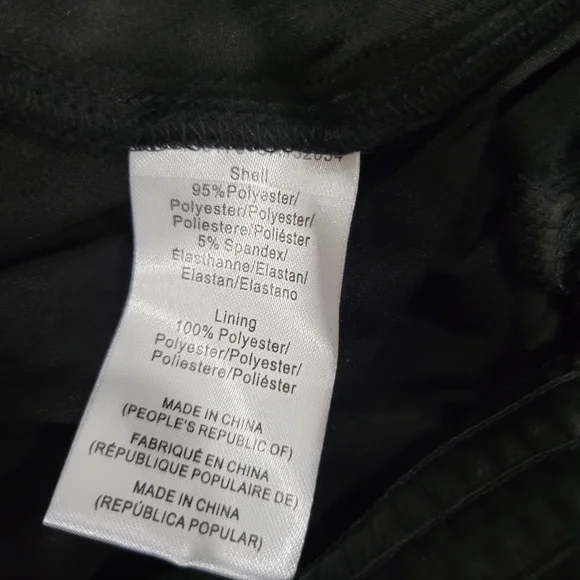 Shell
95%Polyester/
Polyester/Polyester/
Poliestere/Poliéster
5% Spandex/
Élasthanne/Elastan/
Elastan/Elastano
Lining
100% Polyester/
Polyester/Polyester/
Poliestere/Poliéster
MADE IN CHINA
(PEOPLE'S REPUBLIC OF)
FABRIQUÉ EN CHINA
(RÉPUBLIQUE POPULAIRE DE)
MADE IN CHINA
(REPÚBLICA POPULAR)